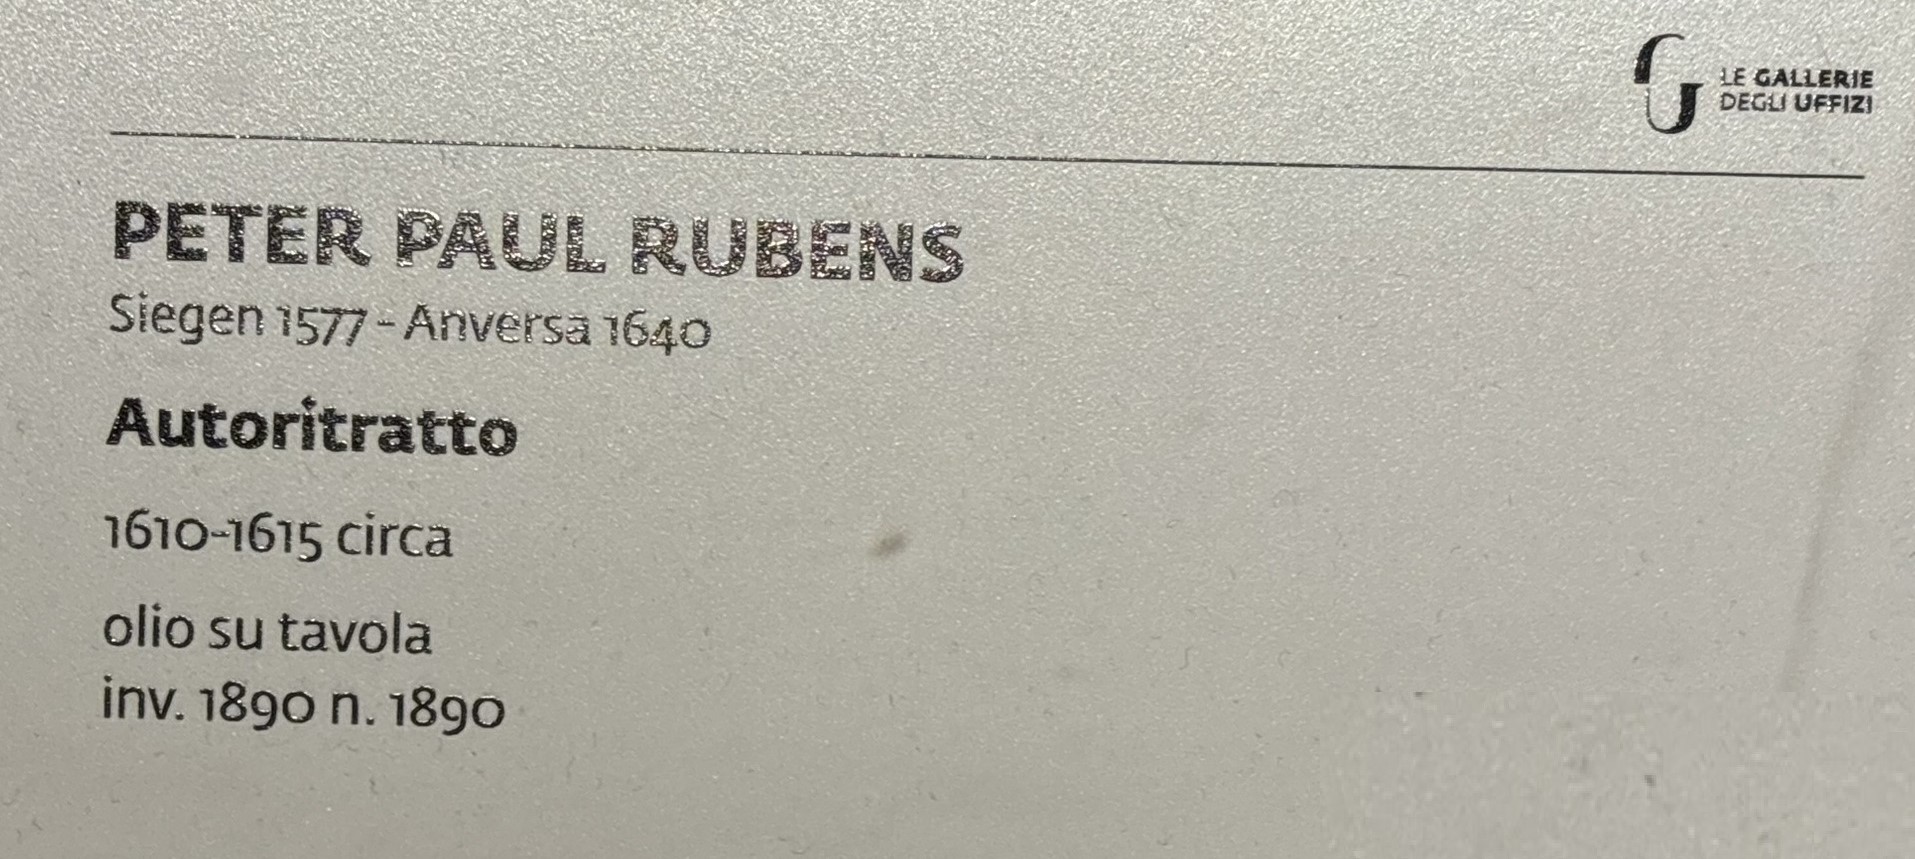 LE GALLERIE
DEGLI UFFIZI
PETER PAUL RUBENS
Siegen 1577 - Anversa 1640
Autoritratto
1610-1615 circa
olio su tavola
inv. 1890 n. 1890